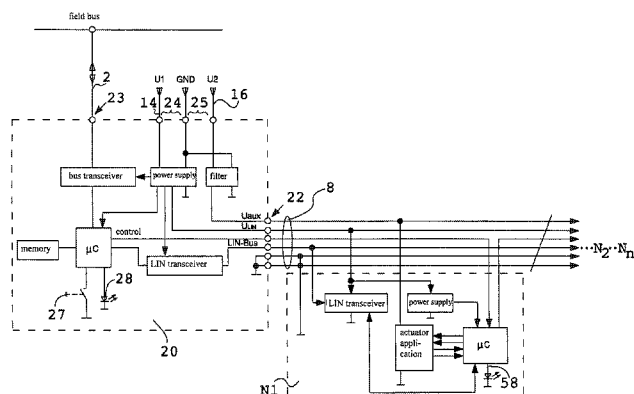 field bus
2
U1 GND U2
23
14 24 25 16
bus transceiver
power supply
filter
22
8
Uaux
ULIN
control
LIN-Bus
memory
µC
LIN transceiver
N2 ... Nn
28
27
20
LIN transceiver
power supply
actuator
appli-
cation
µC
58
N1